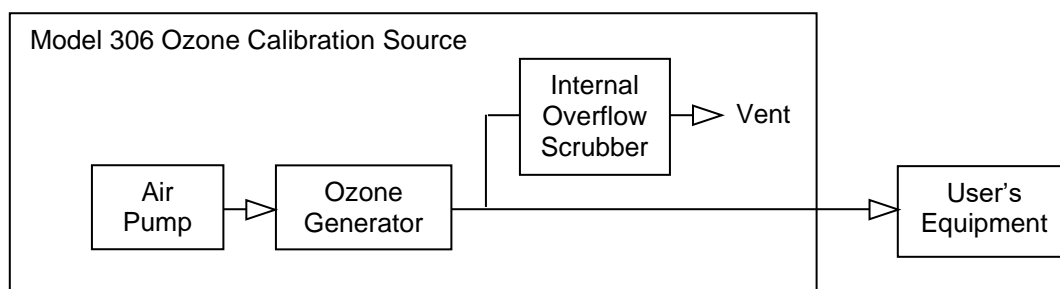 Model 306 Ozone Calibration Source
Internal
Overflow
Scrubber
Vent
Air
Pump
Ozone
Generator
User’s
Equipment